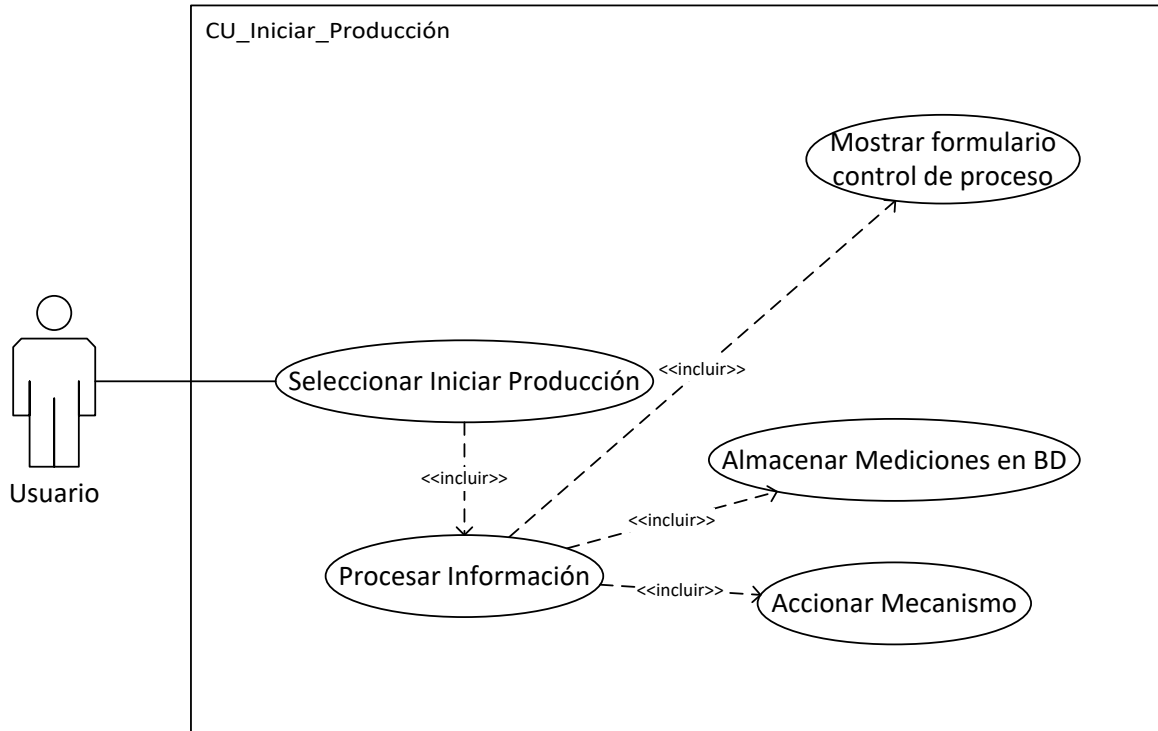 CU_Iniciar_Producción
Mostrar formulario
control de proceso
<<incluir>>
Seleccionar Iniciar Producción
Almacenar Mediciones en BD
<<incluir>>
Usuario
<<incluir>>
Procesar Información
<<incluir>>
Accionar Mecanismo